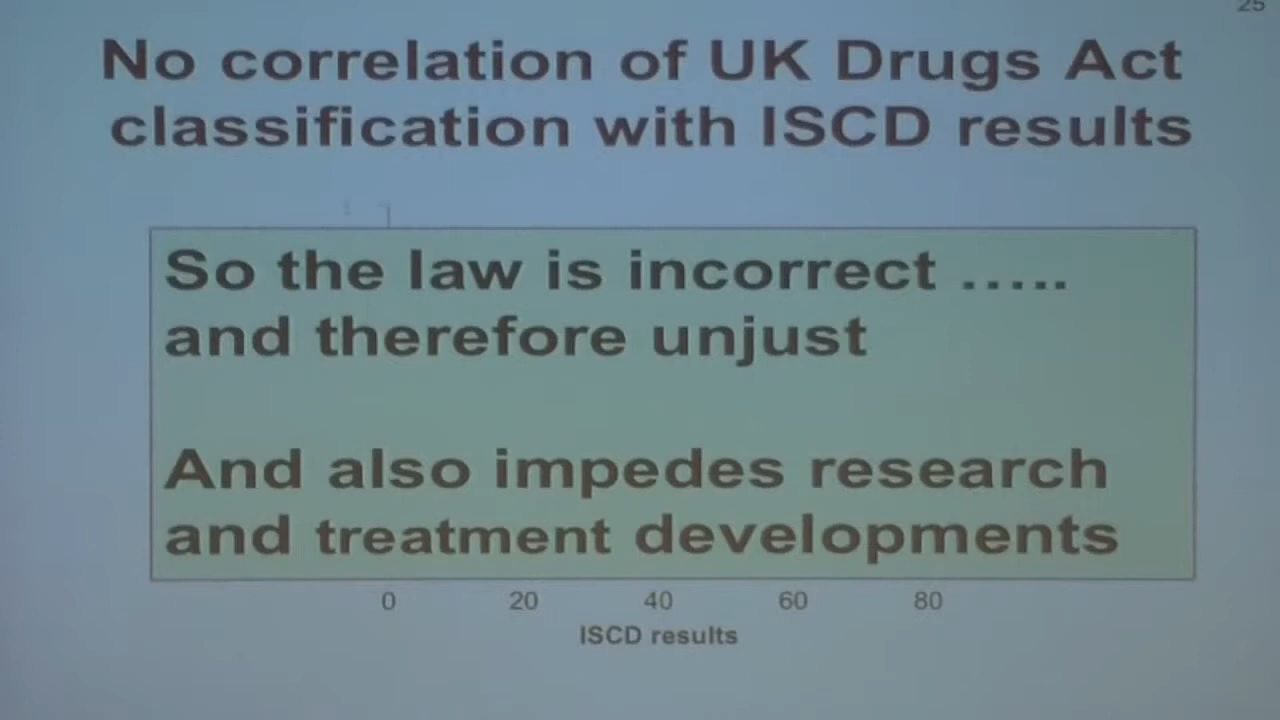 25
No correlation of UK Drugs Act
classification with ISCD results
So the law is incorrect .....
and therefore unjust
And also impedes research
and treatment developments
0 20 40 60 80
ISCD results